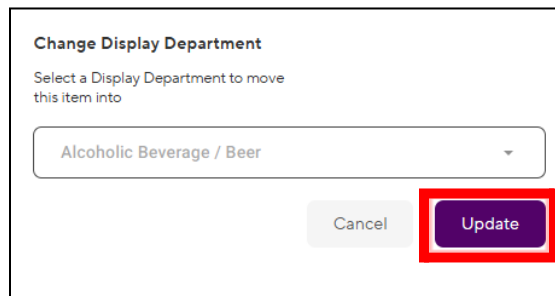 Change Display Department
Select a Display Department to move
this item into
Alcoholic Beverage / Beer
Cancel
Update